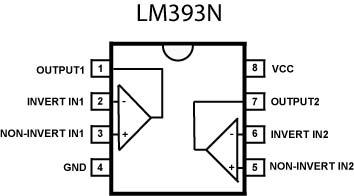 LM393N
OUTPUT1 1 8 VCC
INVERT IN1 2 - 7 OUTPUT2
NON-INVERT IN1 3 + - 6 INVERT IN2
GND 4 + 5 NON-INVERT IN2